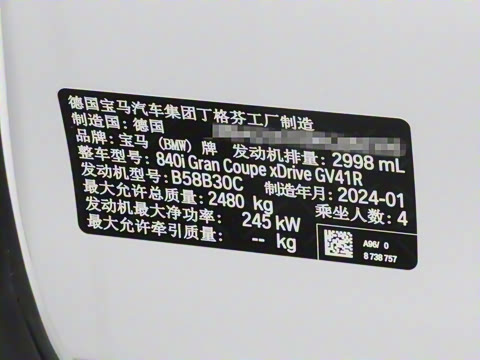 德国宝马汽车集团丁格芬工厂制造
制造国：德国
品牌：宝马 (BMW) 牌 发动机排量：2998 mL
整车型号：840i Gran Coupe xDrive GV41R
发动机型号：B58B30C 制造年月：2024-01
最大允许总质量：2480 kg 乘坐人数：4
发动机最大净功率：245 kW
最大允许牵引质量：-- kg
A96/ 0
8 738 757